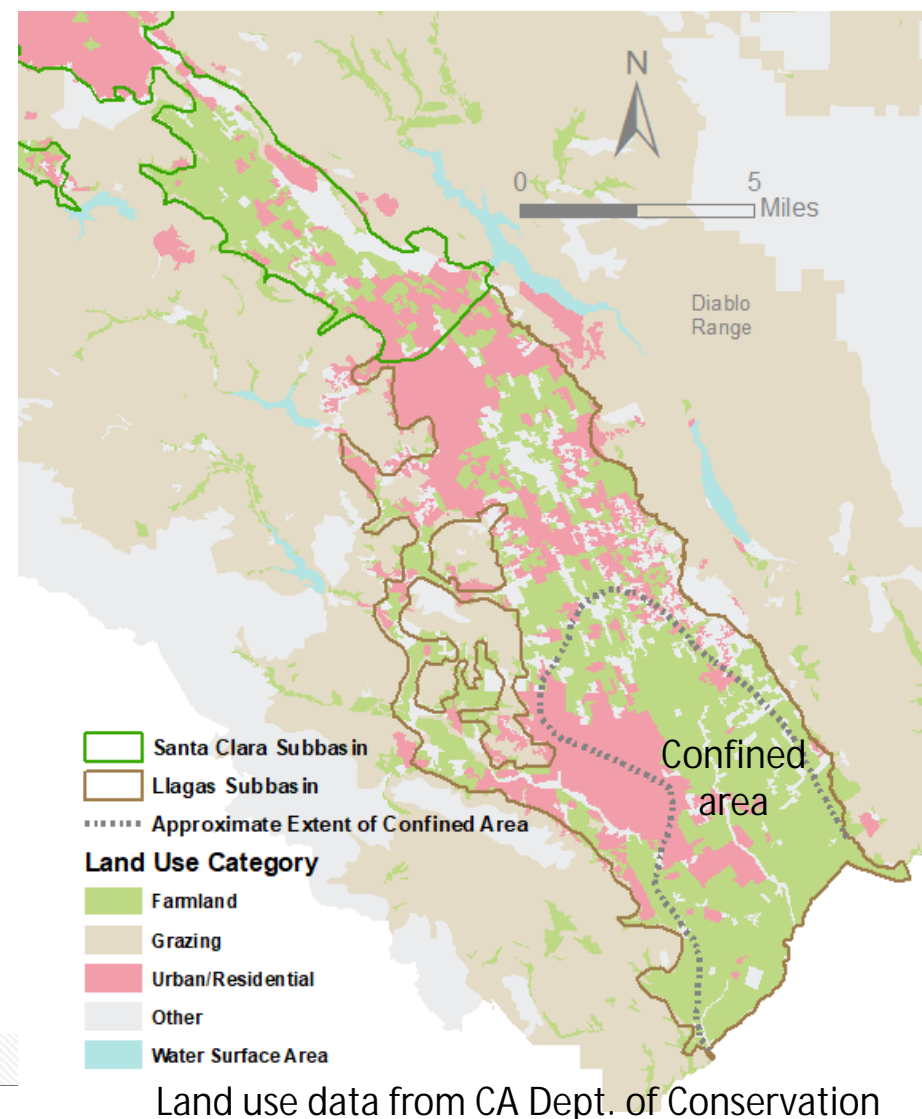 N
0 5
Miles
Diablo
Range
Confined
area
Santa Clara Subbasin
Llagas Subbasin
Approximate Extent of Confined Area
Land Use Category
Farmland
Grazing
Urban/Residential
Other
Water Surface Area
Land use data from CA Dept. of Conservation